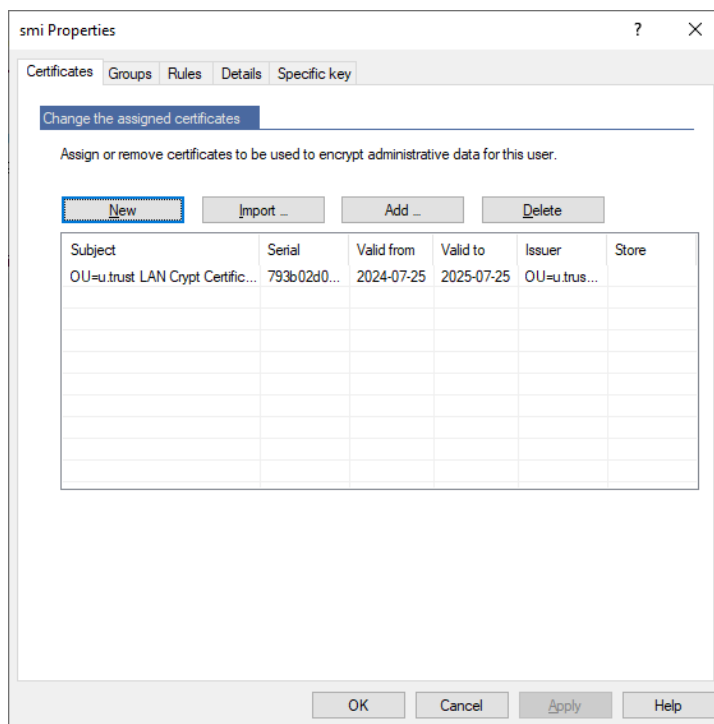 smi Properties ? ×
Certificates Groups Rules Details Specific key
Change the assigned certificates
Assign or remove certificates to be used to encrypt administrative data for this user.
New Import ... Add ... Delete
Subject Serial Valid from Valid to Issuer Store
OU=u.trust LAN Crypt Certific... 793b02d0... 2024-07-25 2025-07-25 OU=u.trus...
OK Cancel Apply Help